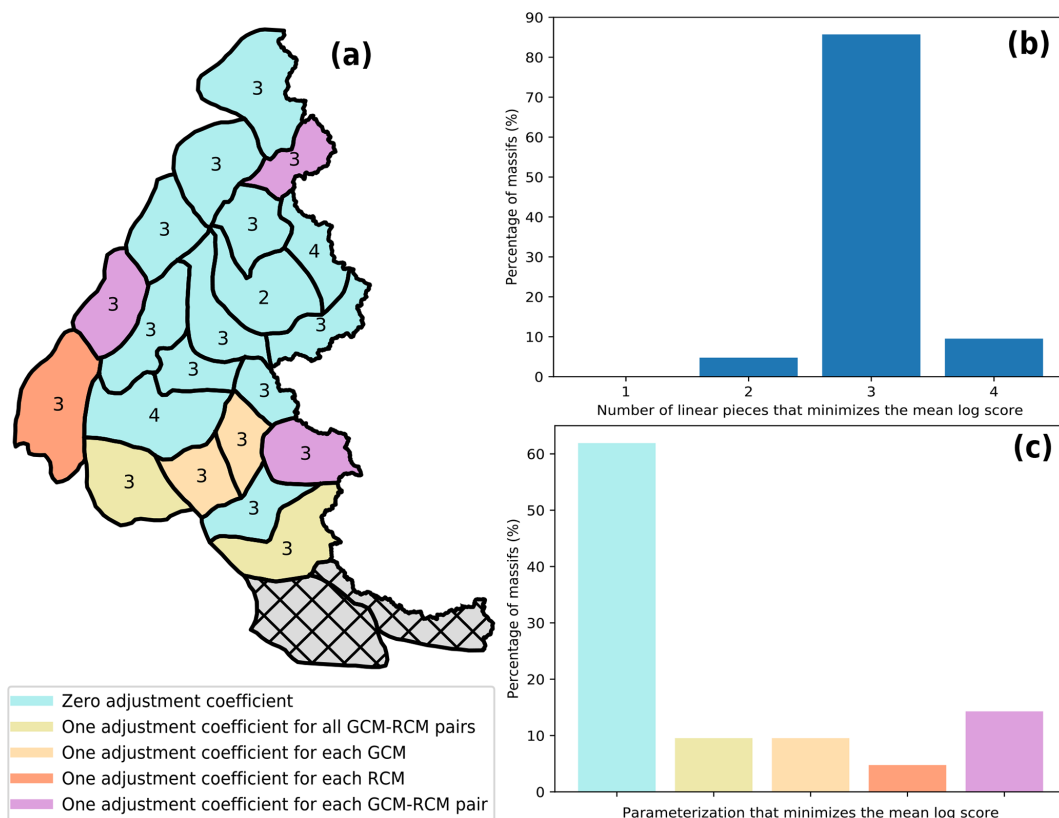 (a)
3
3
3
3
3
4
3
2
3
3
3
3
3
3
4
3
3
3
3
3
3
Zero adjustment coefficient
One adjustment coefficient for all GCM-RCM pairs
One adjustment coefficient for each GCM
One adjustment coefficient for each RCM
One adjustment coefficient for each GCM-RCM pair
(b)
Percentage of massifs (%)
90
80
70
60
50
40
30
20
10
0
1 2 3 4
Number of linear pieces that minimizes the mean log score
(c)
Percentage of massifs (%)
60
50
40
30
20
10
0
Parameterization that minimizes the mean log score